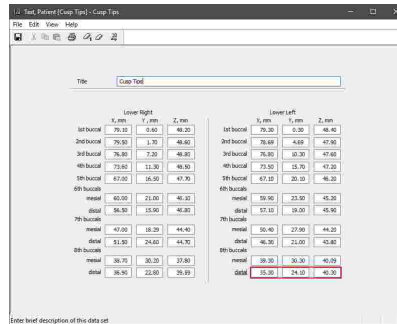 Test, Patient [Cusp Tips] - Cusp Tips
File Edit View Help
Title Cusp Tips
Lower Right Lower Left
X, mm Y, mm Z, mm X, mm Y, mm Z, mm
1st buccal 79.10 0.60 48.20 1st buccal 79.30 0.30 48.40
2nd buccal 79.50 1.70 48.60 2nd buccal 78.69 4.69 47.90
3rd buccal 76.80 7.20 48.80 3rd buccal 76.80 10.30 47.60
4th buccal 73.60 11.30 48.50 4th buccal 73.50 15.70 47.20
5th buccal 67.00 16.50 47.70 5th buccal 67.10 20.10 46.20
6th buccals 6th buccals
mesial 60.00 21.00 46.10 mesial 59.90 23.50 45.20
distal 56.50 15.90 46.80 distal 57.10 19.00 45.90
7th buccals 7th buccals
mesial 47.00 18.29 44.40 mesial 50.40 27.90 44.20
distal 51.50 24.60 44.70 distal 46.30 21.00 43.80
8th buccals 8th buccals
mesial 38.70 30.20 37.80 mesial 39.30 30.30 40.09
distal 36.90 22.80 39.59 distal 35.30 24.10 40.30
Enter brief description of this data set